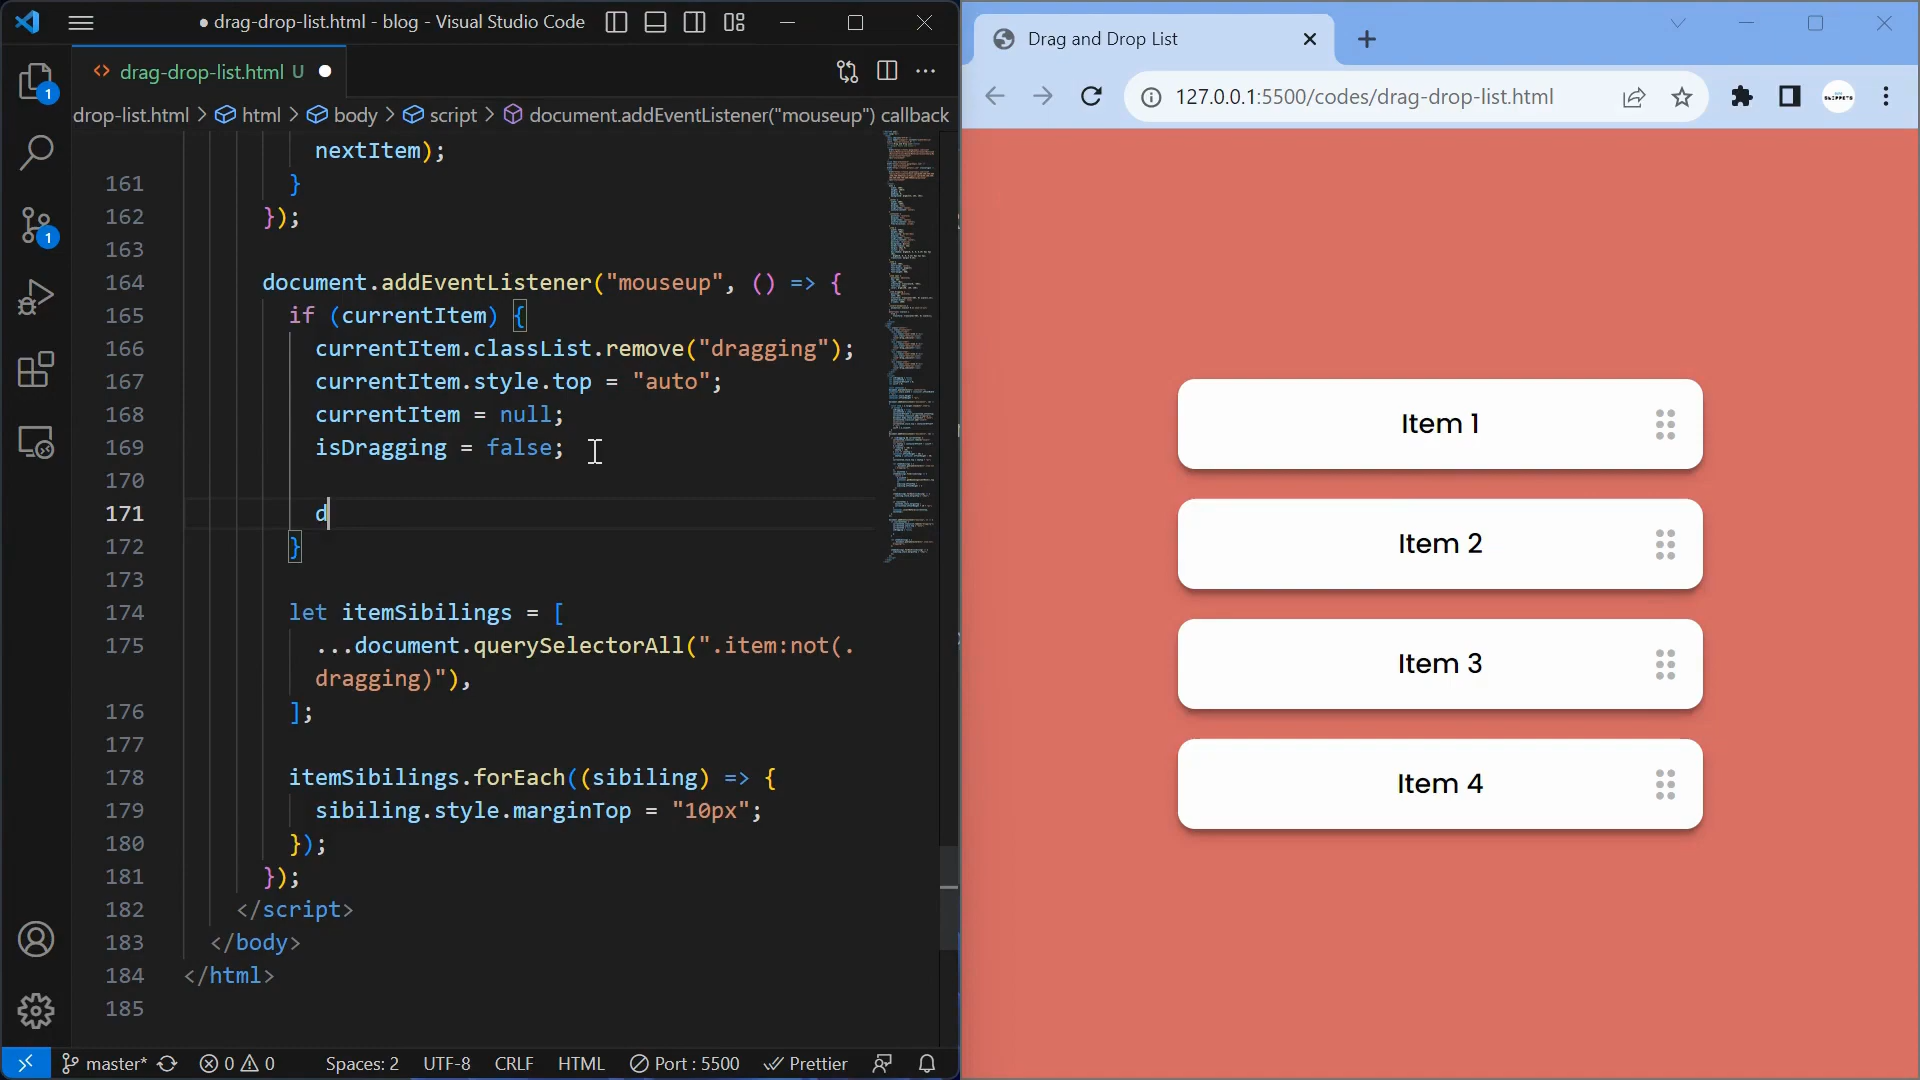 drag-drop-list.html - blog - Visual Studio Code
drag-drop-list.html U
drop-list.html > html > body > script > document.addEventListener("mouseup") callback
nextItem);
161 }
162 });
163
164 document.addEventListener("mouseup", () => {
165 if (currentItem) {
166 currentItem.classList.remove("dragging");
167 currentItem.style.top = "auto";
168 currentItem = null;
169 isDragging = false;
170
171 d
172 }
173
174 let itemSibilings = [
175 ...document.querySelectorAll(".item:not(.
dragging)"),
176 ];
177
178 itemSibilings.forEach((sibiling) => {
179 sibiling.style.marginTop = "10px";
180 });
181 });
182 </script>
183 </body>
184 </html>
185
1
1
master* 0 0 Spaces: 2 UTF-8 CRLF HTML Port : 5500 Prettier
Drag and Drop List
127.0.0.1:5500/codes/drag-drop-list.html
Item 1
Item 2
Item 3
Item 4